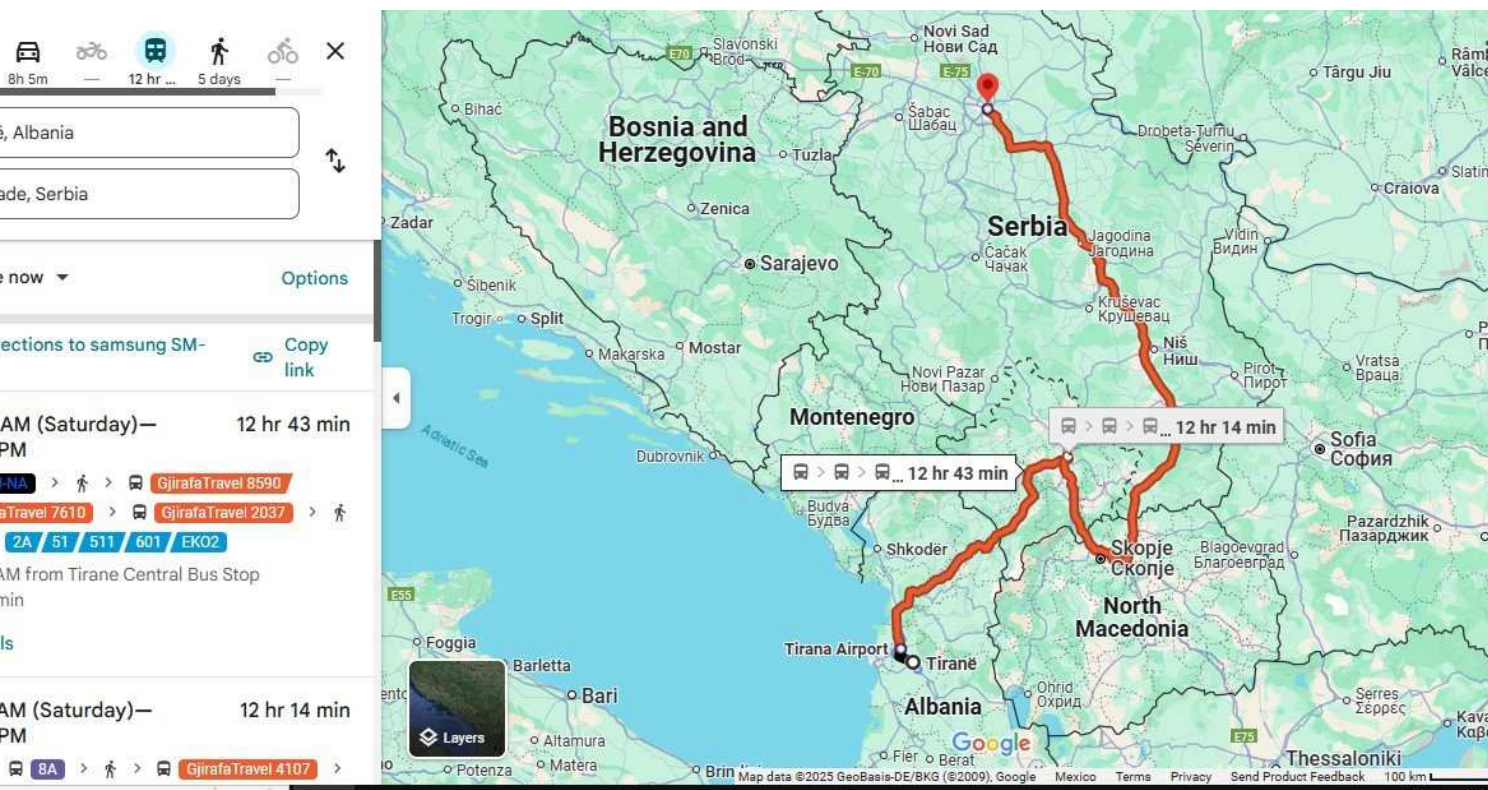 8h 5m
—
12 hr ...
5 days
—
ë, Albania
ade, Serbia
e now
Options
ections to samsung SM-
Copy
link
AM (Saturday)—
PM
12 hr 43 min
-NA
GjirafaTravel 8590
aTravel 7610
GjirafaTravel 2037
2A / 51 / 511 / 601 / EKO2
AM from Tirane Central Bus Stop
min
ls
AM (Saturday)—
PM
12 hr 14 min
8A
GjirafaTravel 4107
Novi Sad
Нови Сад
Slavonski
Brod
E70
E-70
E-75
Târgu Jiu
Bihać
Šabac
Шабац
Bosnia and
Herzegovina
Tuzla
Drobeta-Turnu
Severin
Craiova
Zenica
Zadar
Serbia
Jagodina
Јагодина
Vidin
Видин
Čačak
Чачак
Sarajevo
Šibenik
Kruševac
Крушевац
Trogir
Split
Makarska
Mostar
Niš
Ниш
Pirot
Пирот
Vratsa
Враца
Novi Pazar
Нови Пазар
Montenegro
12 hr 14 min
Sofia
София
Adriatic Sea
Dubrovnik
12 hr 43 min
Budva
Будва
Pazardzhik
Пазарджик
Shkodër
Skopje
Скопје
Blagoevgrad
Благоевград
E55
North
Macedonia
Foggia
Tirana Airport
Tiranë
Barletta
Bari
Albania
Ohrid
Охрид
Serres
Σέρρες
Layers
Altamura
Google
E75
Fier
Berat
Thessaloniki
Potenza
Matera
Map data ©2025 GeoBasis-DE/BKG (©2009), Google
Mexico
Terms
Privacy
Send Product Feedback
100 km